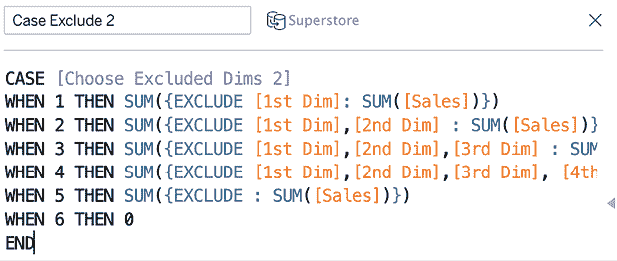 Case Exclude 2 Superstore
CASE [Choose Excluded Dims 2]
WHEN 1 THEN SUM({EXCLUDE [1st Dim]: SUM([Sales])})
WHEN 2 THEN SUM({EXCLUDE [1st Dim],[2nd Dim] : SUM([Sales])}
WHEN 3 THEN SUM({EXCLUDE [1st Dim],[2nd Dim],[3rd Dim] : SUM
WHEN 4 THEN SUM({EXCLUDE [1st Dim],[2nd Dim],[3rd Dim], [4th
WHEN 5 THEN SUM({EXCLUDE : SUM([Sales])})
WHEN 6 THEN 0
END